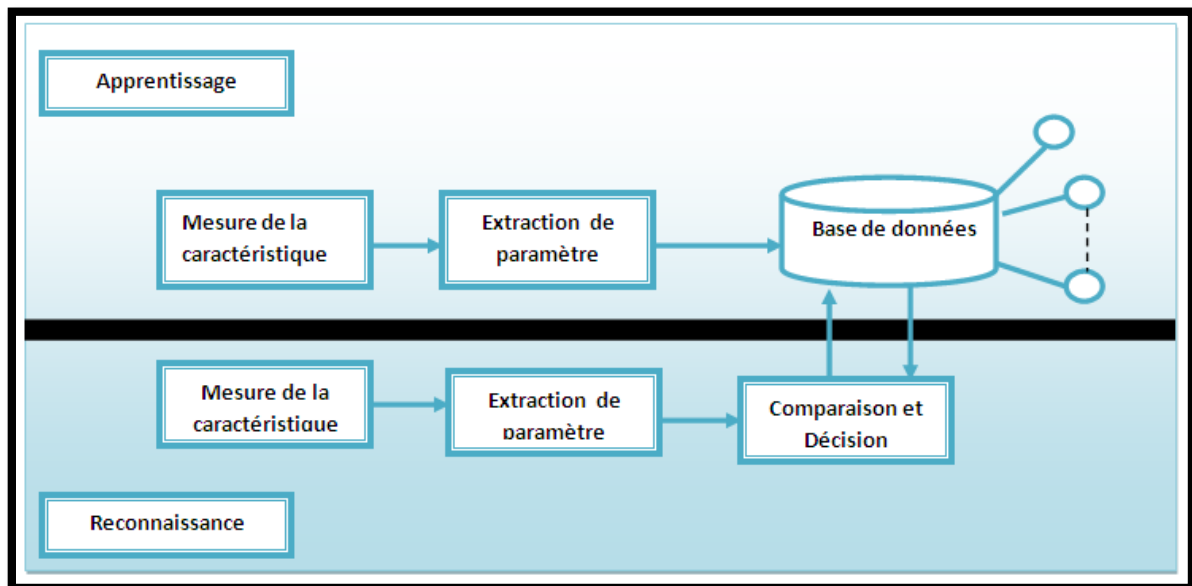 Apprentissage
Mesure de la
caractéristique
Extraction de
paramètre
Base de données
Mesure de la
caractéristique
Extraction de
paramètre
Comparaison et
Décision
Reconnaissance